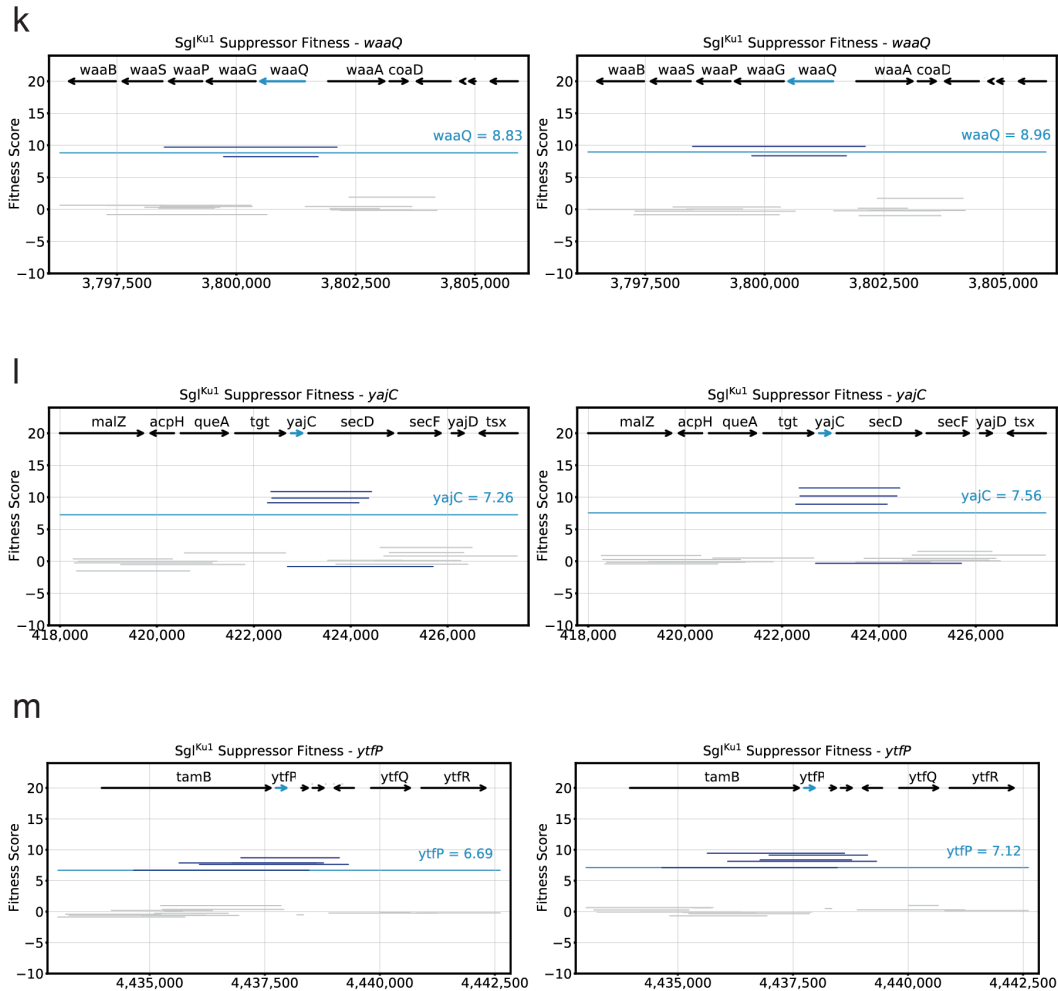 k
Sgl^Ku1 Suppressor Fitness - waaQ
waaB waaS waaP waaG waaQ waaA coaD
waaQ = 8.83
Fitness Score
20
15
10
5
0
−5
−10
3,797,500 3,800,000 3,802,500 3,805,000
Sgl^Ku1 Suppressor Fitness - waaQ
waaB waaS waaP waaG waaQ waaA coaD
waaQ = 8.96
20
15
10
5
0
−5
−10
3,797,500 3,800,000 3,802,500 3,805,000
l
Sgl^Ku1 Suppressor Fitness - yajC
malZ acpH queA tgt yajC secD secF yajD tsx
yajC = 7.26
Fitness Score
20
15
10
5
0
−5
−10
418,000 420,000 422,000 424,000 426,000
Sgl^Ku1 Suppressor Fitness - yajC
malZ acpH queA tgt yajC secD secF yajD tsx
yajC = 7.56
20
15
10
5
0
−5
−10
418,000 420,000 422,000 424,000 426,000
m
Sgl^Ku1 Suppressor Fitness - ytfP
tamB ytfP ytfQ ytfR
ytfP = 6.69
Fitness Score
20
15
10
5
0
−5
−10
4,435,000 4,437,500 4,440,000 4,442,500
Sgl^Ku1 Suppressor Fitness - ytfP
tamB ytfP ytfQ ytfR
ytfP = 7.12
20
15
10
5
0
−5
−10
4,435,000 4,437,500 4,440,000 4,442,500